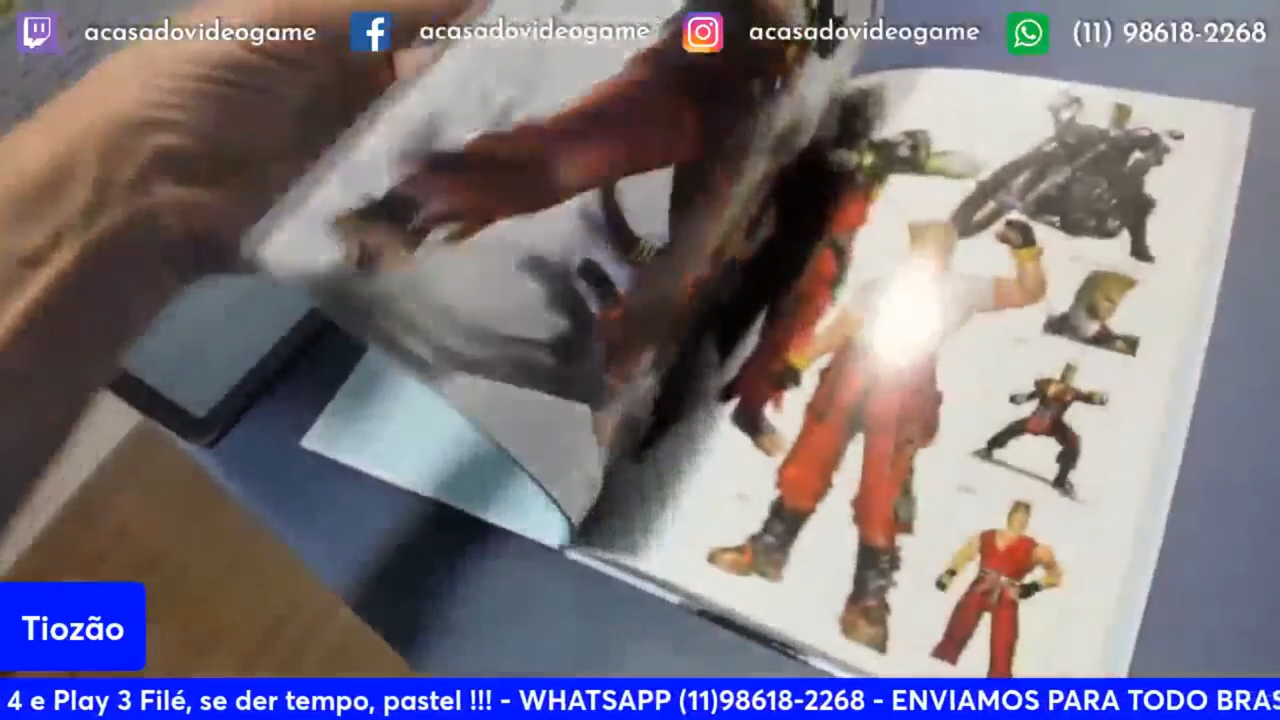 acasadovideogame acasadovideogame acasadovideogame (11) 98618-2268
Tiozão
4 e Play 3 Filé, se der tempo, pastel !!! - WHATSAPP (11)98618-2268 - ENVIAMOS PARA TODO BRAS